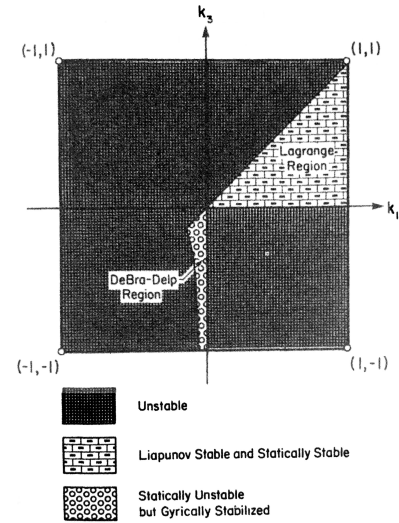 k₃
(-1,1)
(1,1)
Lagrange
Region
k₁
DeBra-Delp
Region
(-1,-1)
(1,-1)
Unstable
Liapunov Stable and Statically Stable
Statically Unstable
but Gyrically Stabilized